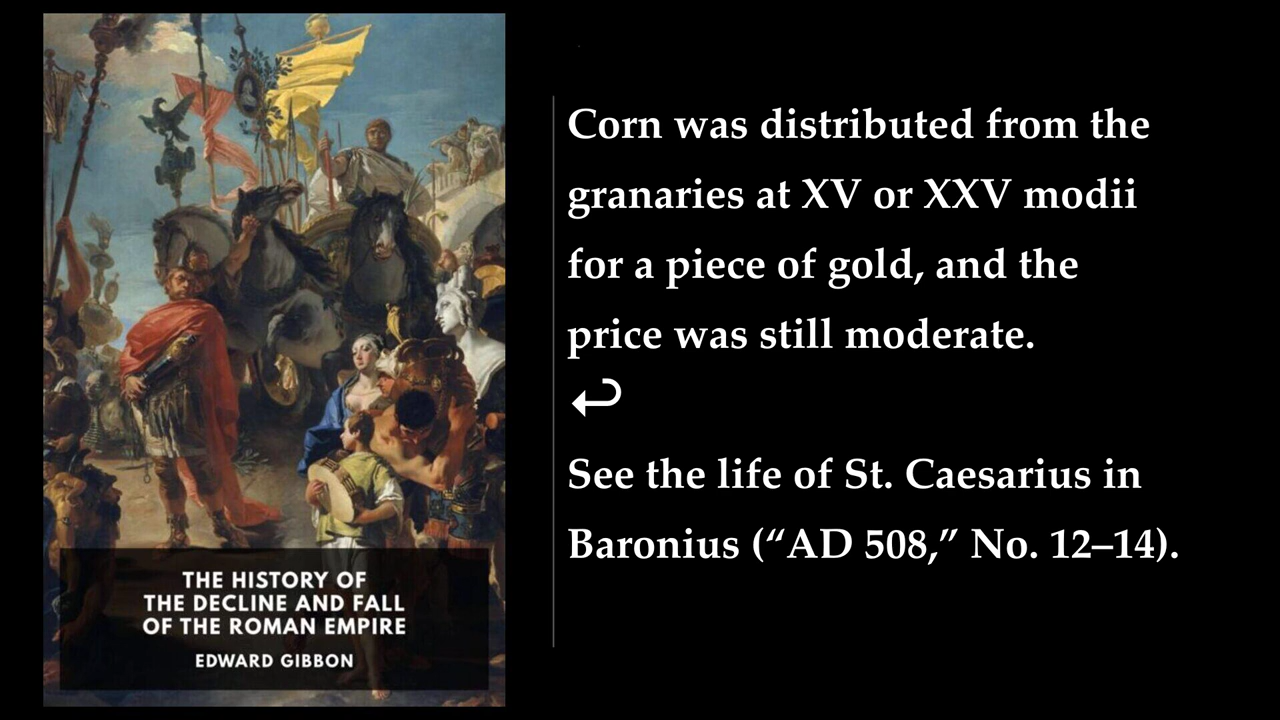 THE HISTORY OF
THE DECLINE AND FALL
OF THE ROMAN EMPIRE
EDWARD GIBBON
Corn was distributed from the
granaries at XV or XXV modii
for a piece of gold, and the
price was still moderate.
↩
See the life of St. Caesarius in
Baronius (“AD 508,” No. 12–14).